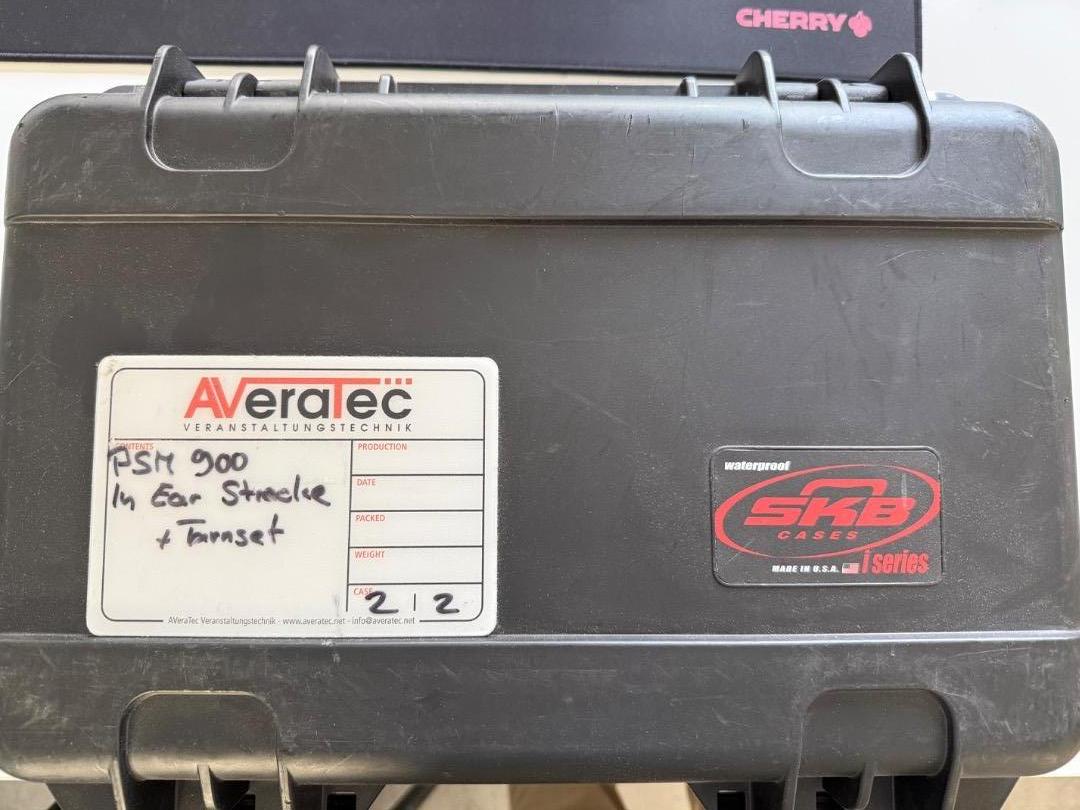 CHERRY
AVeraTec
VERANSTALTUNGSTECHNIK
CONTENTS
PSM 900
In Ear Strecke
+ Tarnset
PRODUCTION
DATE
PACKED
WEIGHT
CASE
2 | 2
AVeraTec Veranstaltungstechnik - www.averatec.net - info@averatec.net
waterproof
SKB
CASES
MADE IN U.S.A.
i series